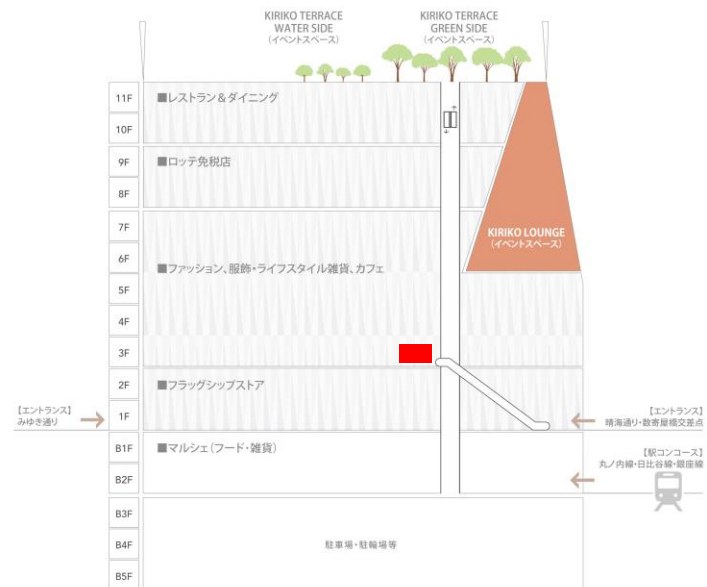 KIRIKO TERRACE
WATER SIDE
(イベントスペース)
KIRIKO TERRACE
GREEN SIDE
(イベントスペース)
11F
■レストラン&ダイニング
10F
9F
■ロッテ免税店
8F
7F
KIRIKO LOUNGE
(イベントスペース)
6F
■ファッション、服飾・ライフスタイル雑貨、カフェ
5F
4F
3F
2F
■フラッグシップストア
1F
【エントランス】
みゆき通り
【エントランス】
晴海通り・数寄屋橋交差点
B1F
■マルシェ(フード・雑貨)
B2F
【駅コンコース】
丸ノ内線・日比谷線・銀座線
B3F
B4F
駐車場・駐輪場等
B5F